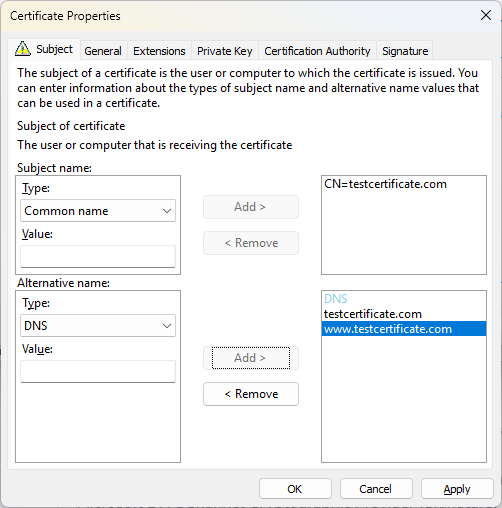 Certificate Properties
Subject General Extensions Private Key Certification Authority Signature
The subject of a certificate is the user or computer to which the certificate is issued. You
can enter information about the types of subject name and alternative name values that
can be used in a certificate.
Subject of certificate
The user or computer that is receiving the certificate
Subject name:
Type:
Common name
Value:
Add >
< Remove
CN=testcertificate.com
Alternative name:
Type:
DNS
Value:
Add >
< Remove
DNS
testcertificate.com
www.testcertificate.com
OK Cancel Apply